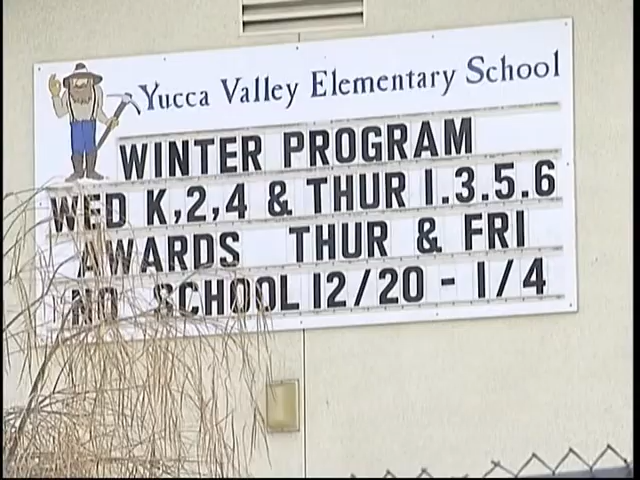 Yucca Valley Elementary School
WINTER PROGRAM
WED K,2,4 & THUR 1.3.5.6
AWARDS THUR & FRI
NO SCHOOL 12/20 - 1/4